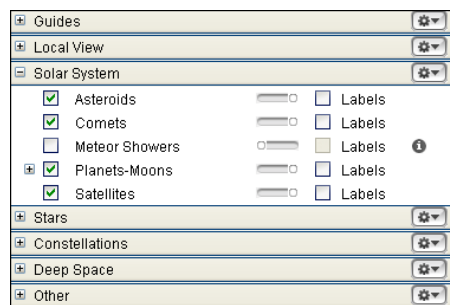 Guides
Local View
Solar System
Asteroids Labels
Comets Labels
Meteor Showers Labels
Planets-Moons Labels
Satellites Labels
Stars
Constellations
Deep Space
Other